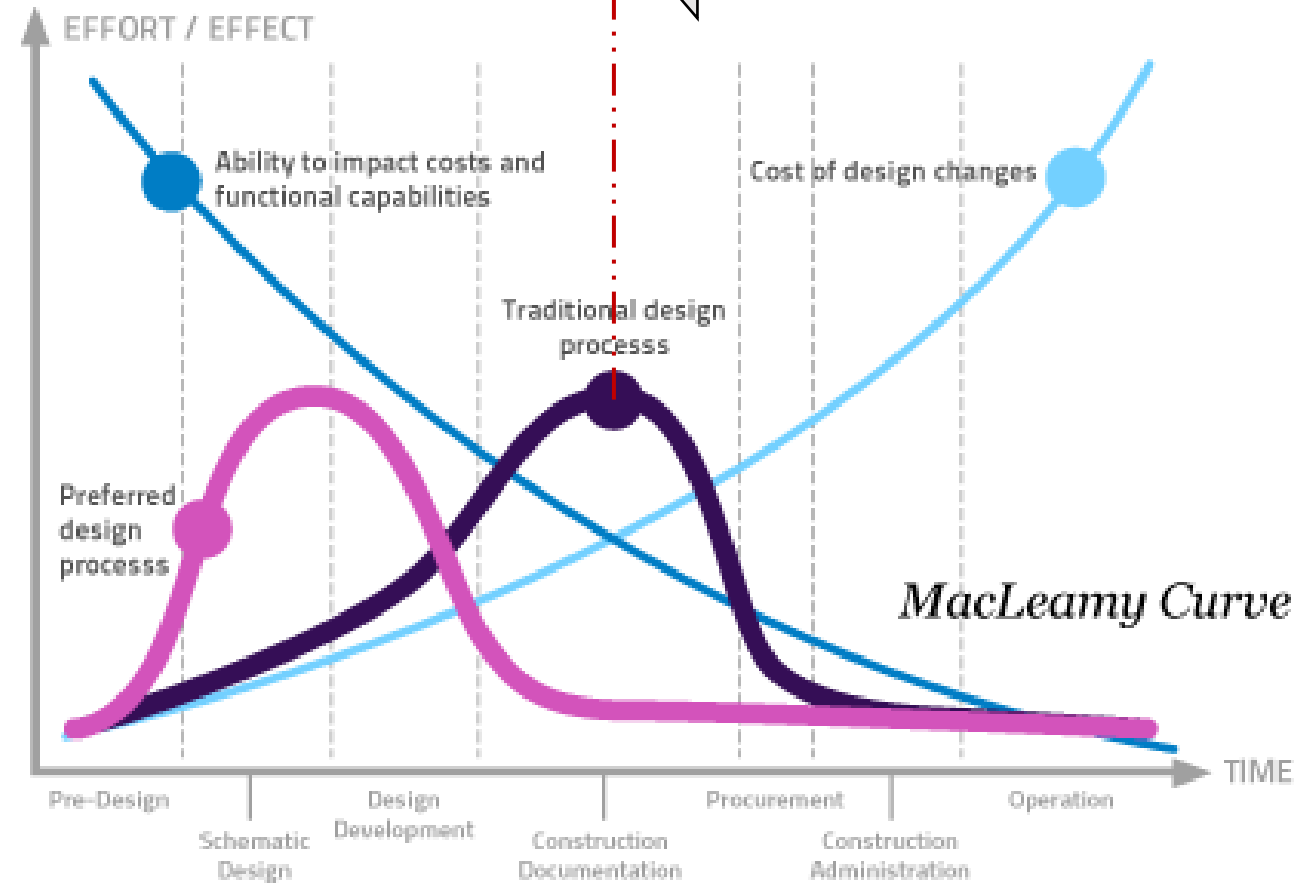 EFFORT / EFFECT
Ability to impact costs and
functional capabilities
Cost of design changes
Traditional design
processs
Preferred
design
processs
MacLeamy Curve
TIME
Pre-Design
Schematic
Design
Design
Development
Construction
Documentation
Procurement
Construction
Administration
Operation